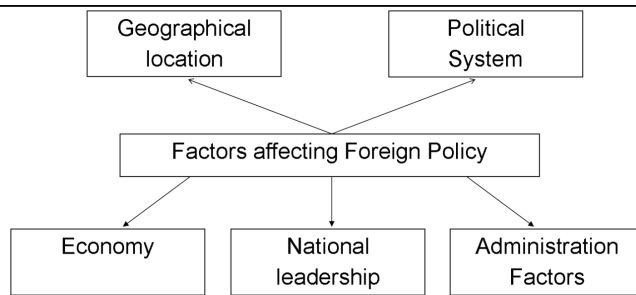 Geographical
location
Political
System
Factors affecting Foreign Policy
Economy
National
leadership
Administration
Factors